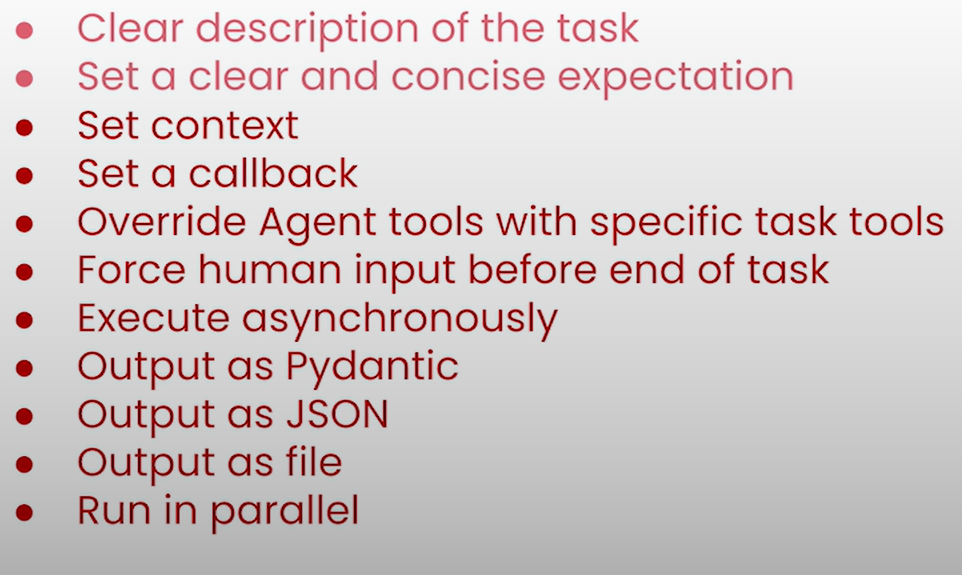 ● Clear description of the task
● Set a clear and concise expectation
● Set context
● Set a callback
● Override Agent tools with specific task tools
● Force human input before end of task
● Execute asynchronously
● Output as Pydantic
● Output as JSON
● Output as file
● Run in parallel